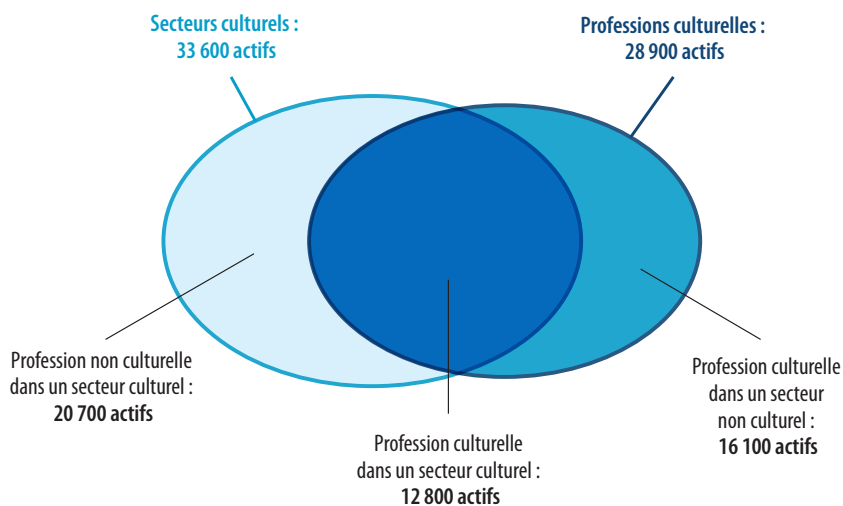 Secteurs culturels :
33 600 actifs
Professions culturelles :
28 900 actifs
Profession non culturelle
dans un secteur culturel :
20 700 actifs
Profession culturelle
dans un secteur culturel :
12 800 actifs
Profession culturelle
dans un secteur
non culturel :
16 100 actifs